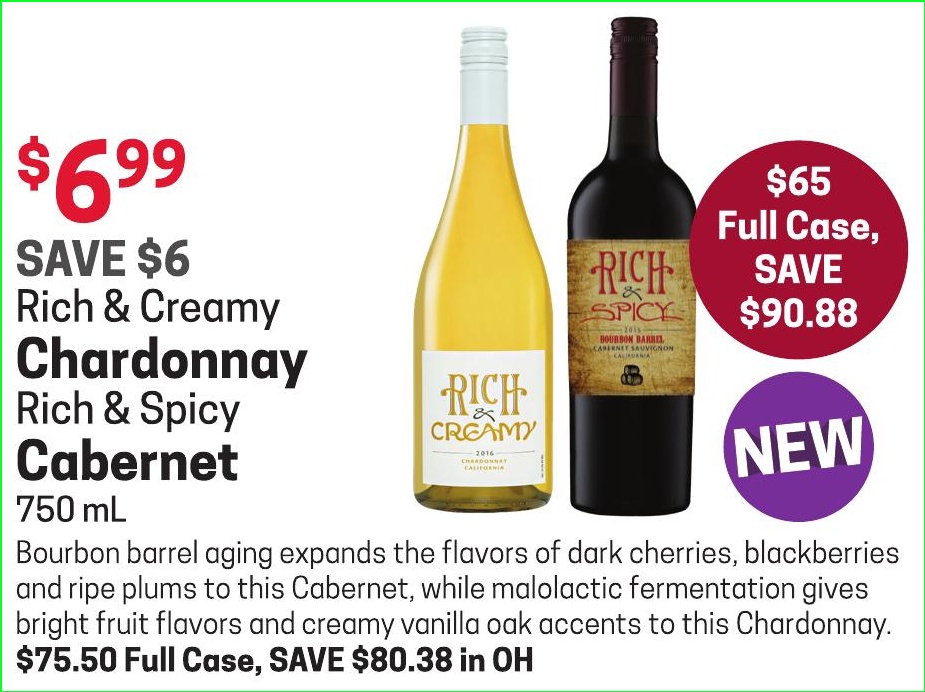 $6.99
SAVE $6
Rich & Creamy
Chardonnay
Rich & Spicy
Cabernet
750 mL
RICH
&
CREAMY
2016
CHARDONNAY
CALIFORNIA
RICH
&
SPICY
2015
BOURBON BARREL
CABERNET SAUVIGNON
CALIFORNIA
$65
Full Case,
SAVE
$90.88
NEW
Bourbon barrel aging expands the flavors of dark cherries, blackberries
and ripe plums to this Cabernet, while malolactic fermentation gives
bright fruit flavors and creamy vanilla oak accents to this Chardonnay.
$75.50 Full Case, SAVE $80.38 in OH